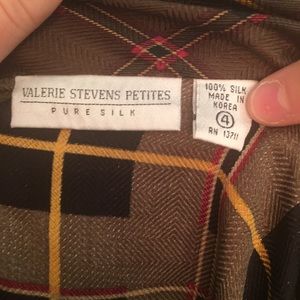 VALERIE STEVENS PETITES
PURE SILK
100% SILK
MADE IN
KOREA
4
RN 13711